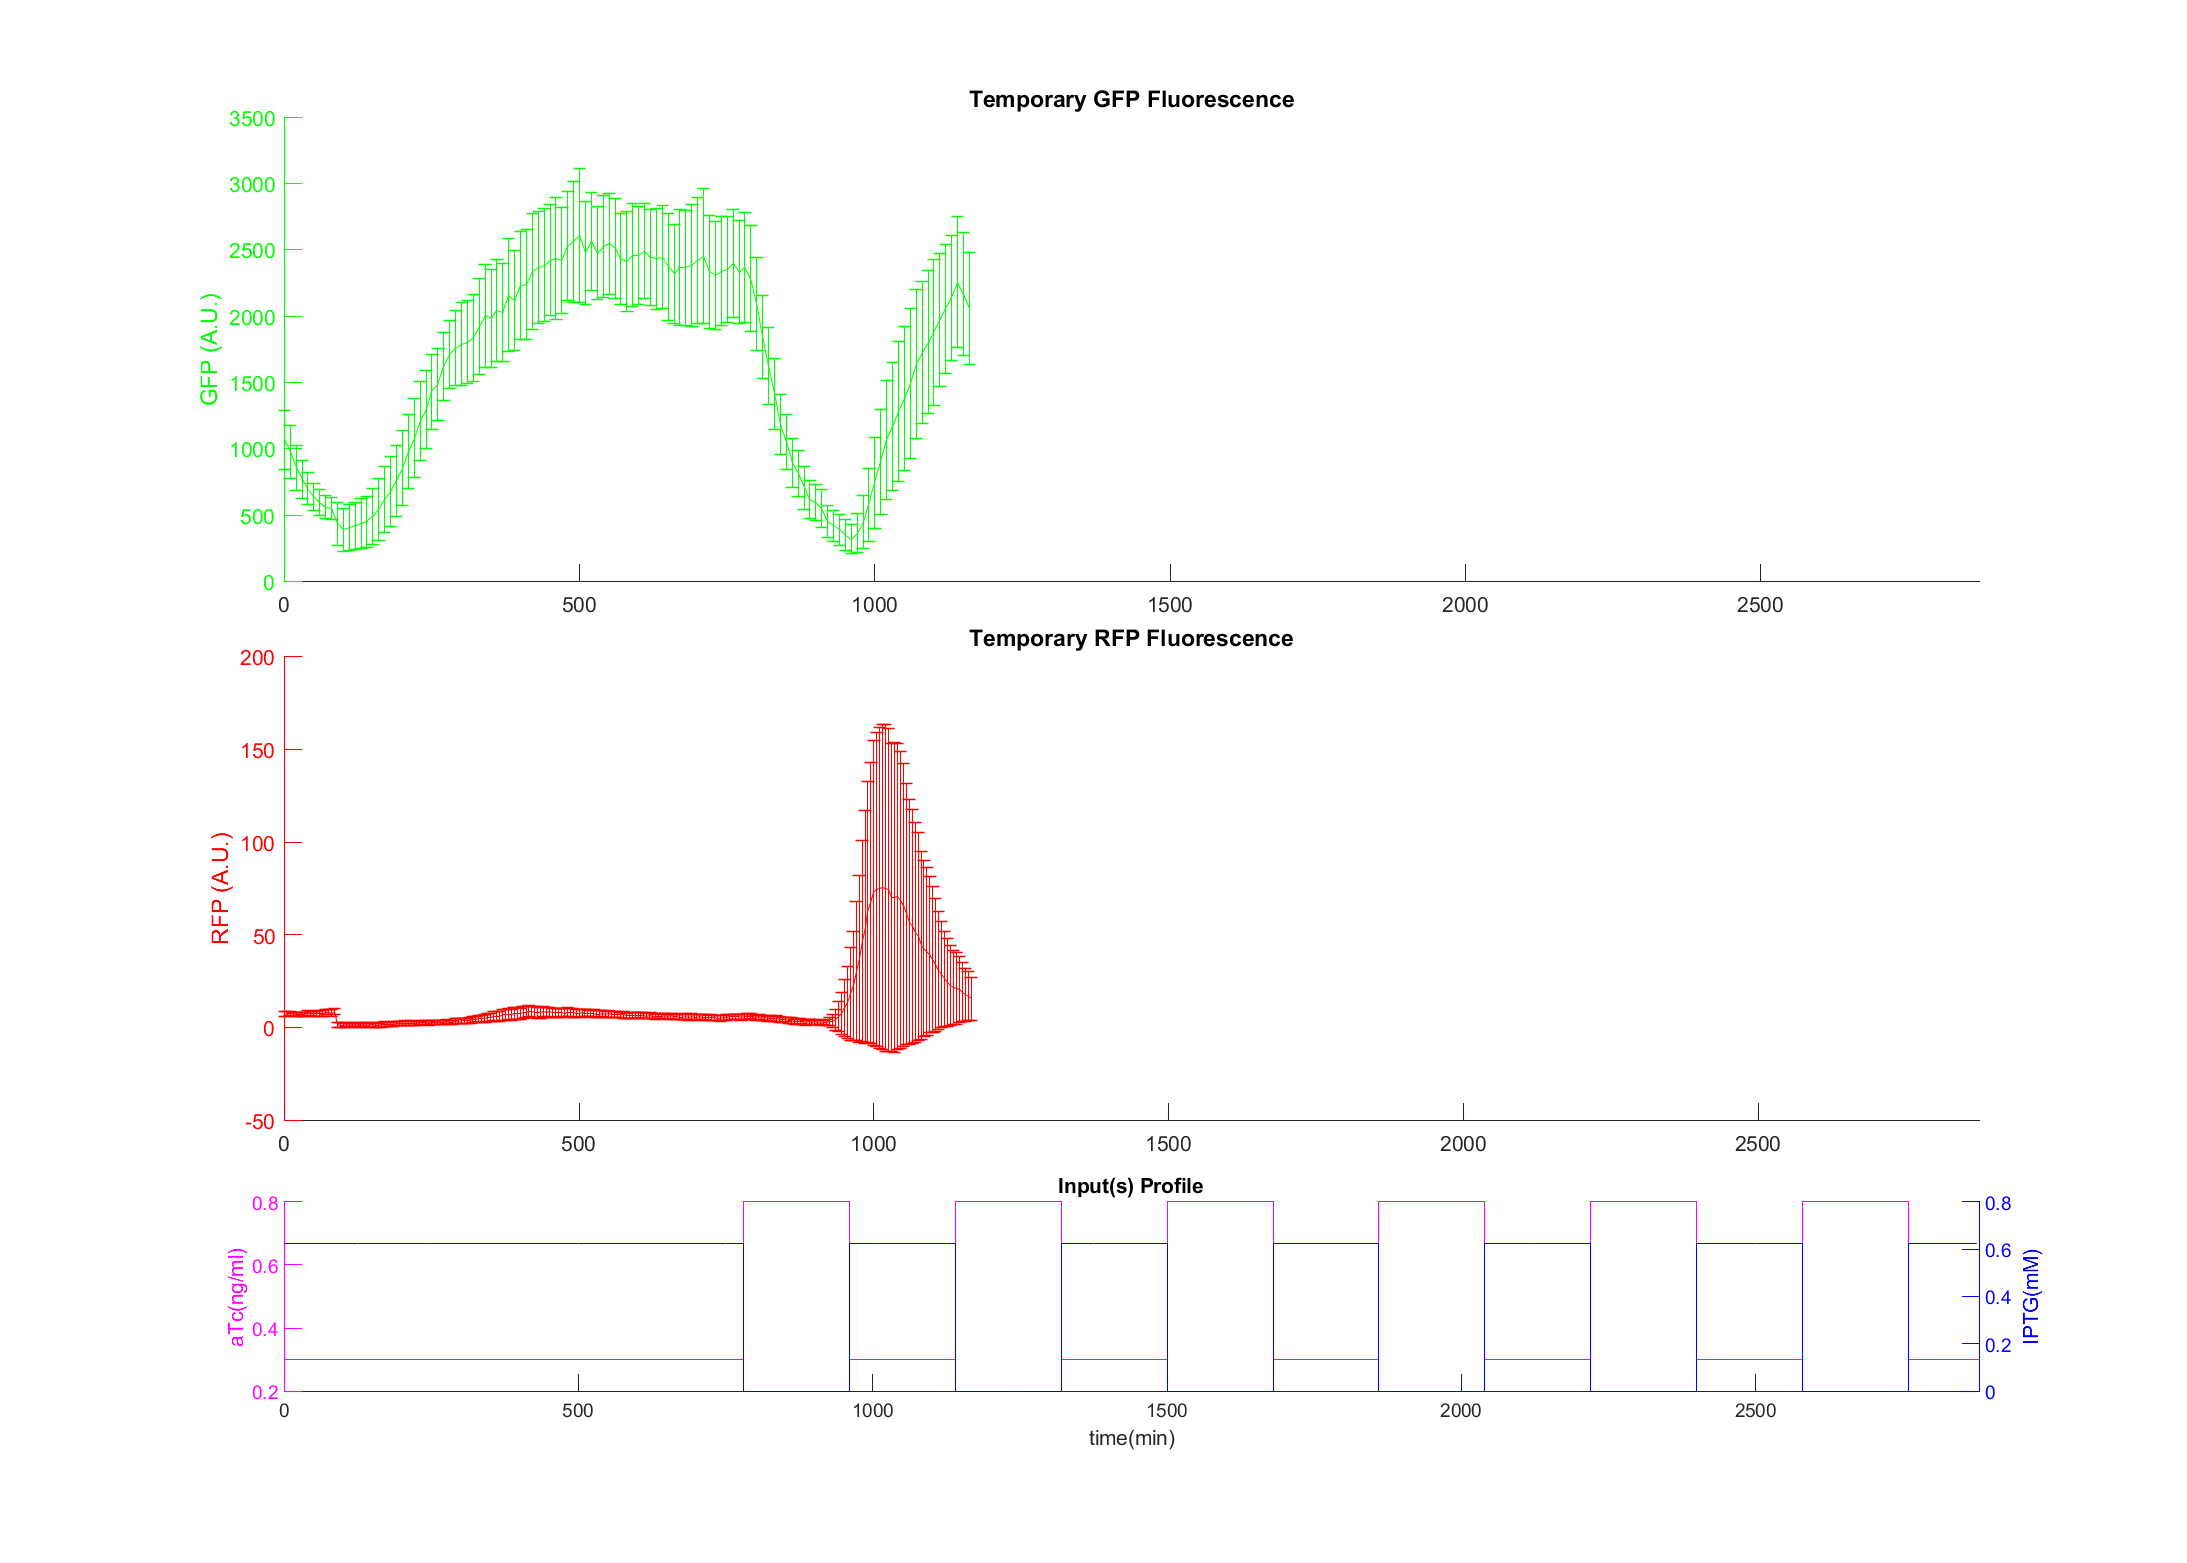 Temporary GFP Fluorescence
3500
3000
2500
2000
1500
1000
500
0
GFP (A.U.)
0 500 1000 1500 2000 2500
Temporary RFP Fluorescence
200
150
100
50
0
-50
RFP (A.U.)
0 500 1000 1500 2000 2500
Input(s) Profile
0.8
0.6
0.4
0.2
aTc(ng/ml)
0.8
0.6
0.4
0.2
0
IPTG(mM)
0 500 1000 1500 2000 2500
time(min)